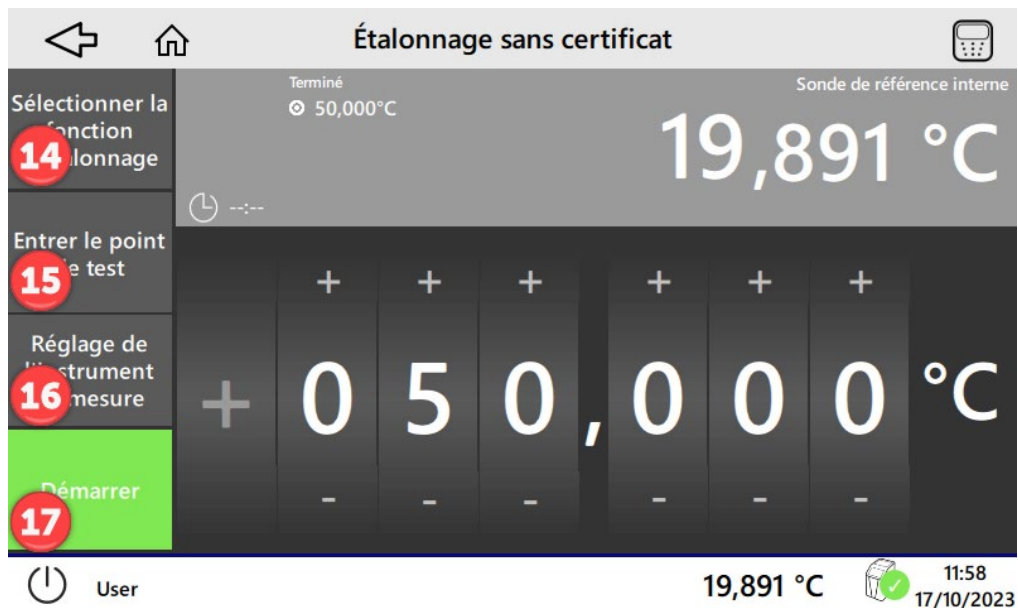 Étalonnage sans certificat
Sélectionner la
fonction
14 alonnage
Terminé
50,000°C
Sonde de référence interne
19,891 °C
--:--
Entrer le point
15 e test
Réglage de
l'instrument
16 mesure
Démarrer
17
+ + + + + +
+ 0 5 0 , 0 0 0 °C
- - - - - -
User
19,891 °C
11:58
17/10/2023